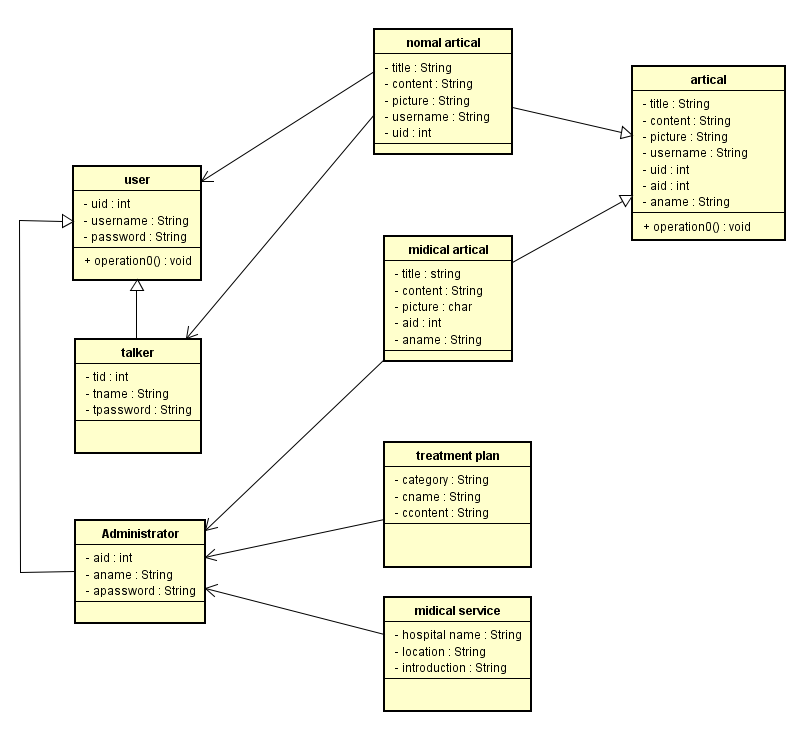 nomal artical
- title : String
- content : String
- picture : String
- username : String
- uid : int
artical
- title : String
- content : String
- picture : String
- username : String
- uid : int
- aid : int
- aname : String
+ operation0() : void
user
- uid : int
- username : String
- password : String
+ operation0() : void
midical artical
- title : string
- content : String
- picture : char
- aid : int
- aname : String
talker
- tid : int
- tname : String
- tpassword : String
treatment plan
- category : String
- cname : String
- ccontent : String
Administrator
- aid : int
- aname : String
- apassword : String
midical service
- hospital name : String
- location : String
- introduction : String